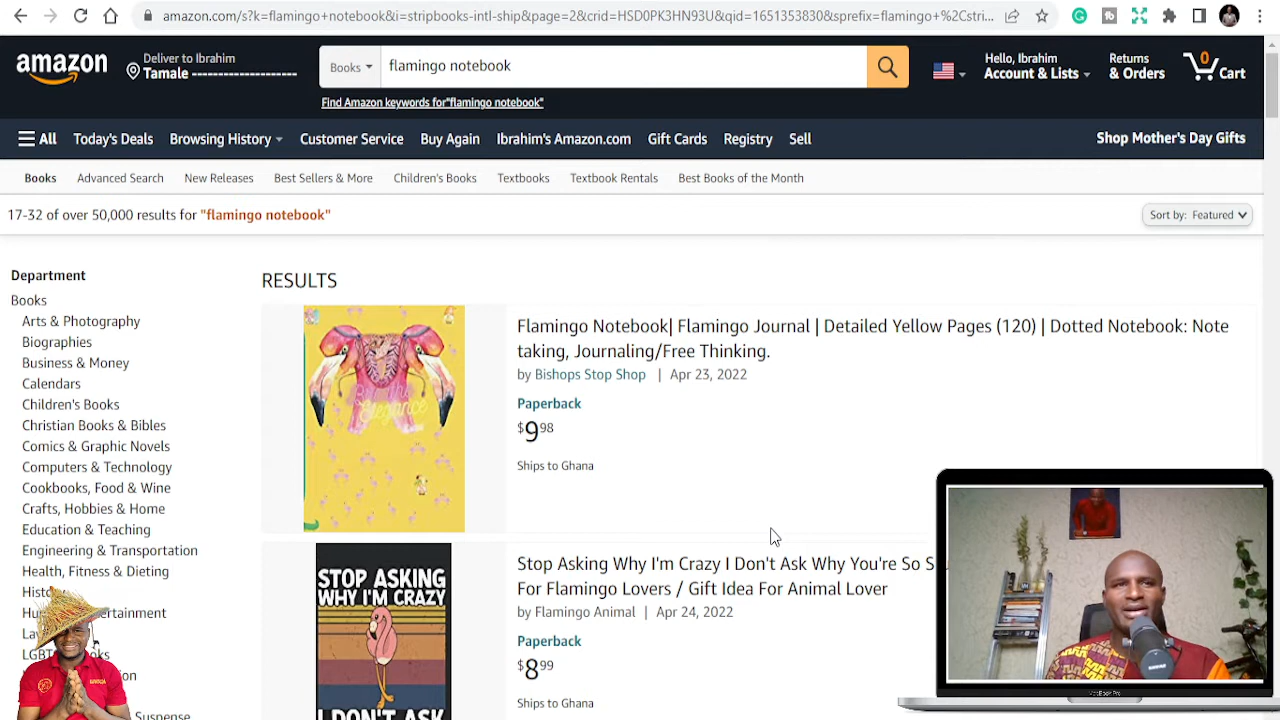 amazon.com/s?k=flamingo+notebook&i=stripbooks-intl-ship&page=2&crid=HSD0PK3HN93U&qid=1651353830&sprefix=flamingo+%2Cstri...
amazon
Deliver to Ibrahim
Tamale --------------------
Books
flamingo notebook
Find Amazon keywords for"flamingo notebook"
Hello, Ibrahim
Account & Lists
Returns
& Orders
0
Cart
All
Today's Deals
Browsing History
Customer Service
Buy Again
Ibrahim's Amazon.com
Gift Cards
Registry
Sell
Shop Mother's Day Gifts
Books
Advanced Search
New Releases
Best Sellers & More
Children's Books
Textbooks
Textbook Rentals
Best Books of the Month
17-32 of over 50,000 results for "flamingo notebook"
Sort by: Featured
Department
Books
Arts & Photography
Biographies
Business & Money
Calendars
Children's Books
Christian Books & Bibles
Comics & Graphic Novels
Computers & Technology
Cookbooks, Food & Wine
Crafts, Hobbies & Home
Education & Teaching
Engineering & Transportation
Health, Fitness & Dieting
RESULTS
Elegance
Flamingo Notebook| Flamingo Journal | Detailed Yellow Pages (120) | Dotted Notebook: Note
taking, Journaling/Free Thinking.
by Bishops Stop Shop | Apr 23, 2022
Paperback
$9.98
Ships to Ghana
STOP ASKING
WHY I'M CRAZY
I DON'T ASK
Stop Asking Why I'm Crazy I Don't Ask Why You're So
For Flamingo Lovers / Gift Idea For Animal Lover
by Flamingo Animal | Apr 24, 2022
Paperback
$8.99
Ships to Ghana
Suspense
MacBook Pro